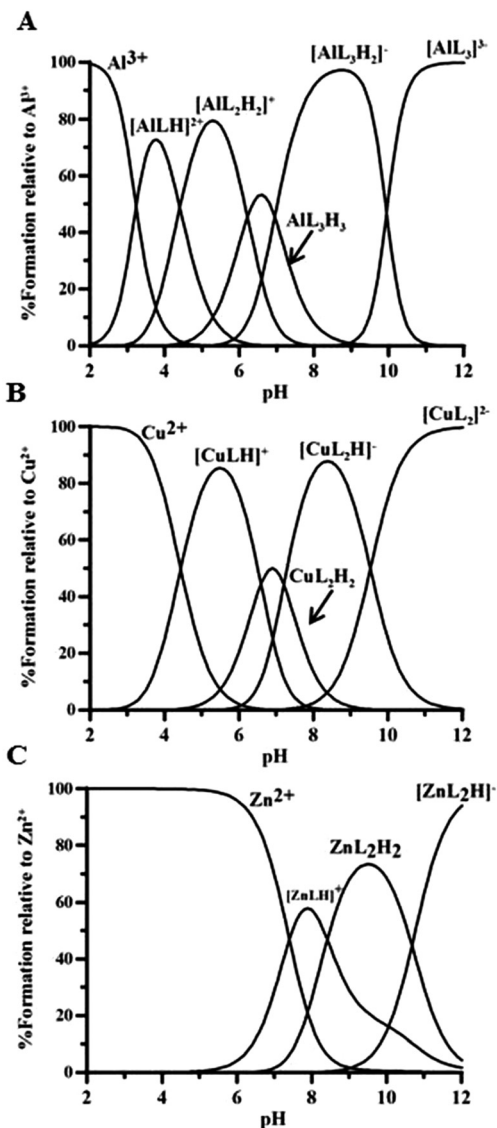 A
%Formation relative to Al³⁺
100
80
60
40
20
0
Al³⁺
[AlLH]²⁺
[AlL₂H₂]⁺
[AlL₃H₂]⁻
[AlL₃]³⁻
AlL₃H₃
2 4 6 8 10 12
pH
B
%Formation relative to Cu²⁺
100
80
60
40
20
0
Cu²⁺
[CuLH]⁺
[CuL₂H]⁻
[CuL₂]²⁻
CuL₂H₂
2 4 6 8 10 12
pH
C
%Formation relative to Zn²⁺
100
80
60
40
20
0
Zn²⁺
[ZnLH]⁺
ZnL2H2
[ZnL2H]⁻
2 4 6 8 10 12
pH